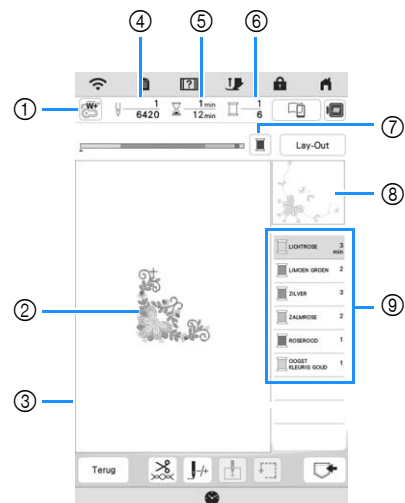 ④ ⑤ ⑥
① W+ 1 6420 1 min 12 min 1 6
⑦
Lay-Out
⑧
LICHTROSE 3 min
LIMOEN GROEN 2
⑨
ZILVER 3
②
ZALMROSE 2
ROSEROOD 1
OOGST
KLEURIG GOUD 1
③
Terug